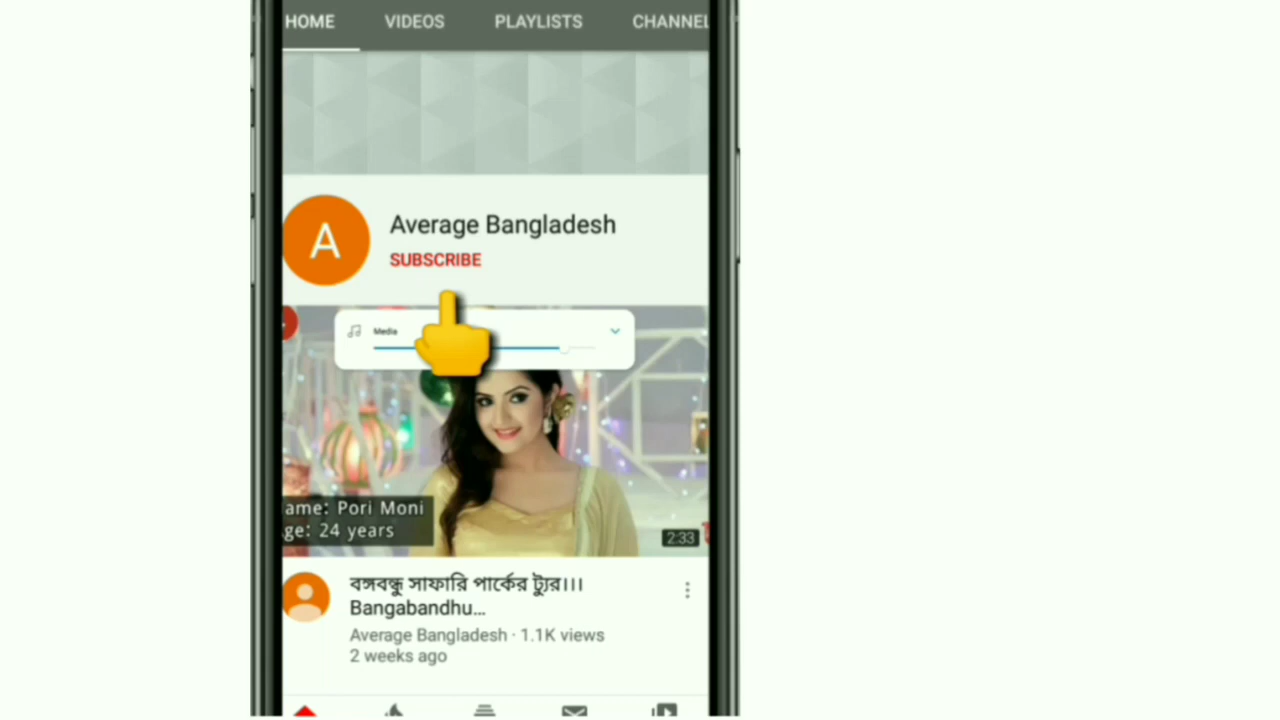 HOME VIDEOS PLAYLISTS CHANNEL
A
Average Bangladesh
SUBSCRIBE
Media
ame: Pori Moni
ge: 24 years
2:33
বঙ্গবন্ধু সাফারি পার্কের ট্যুর।।।
Bangabandhu...
Average Bangladesh · 1.1K views
2 weeks ago